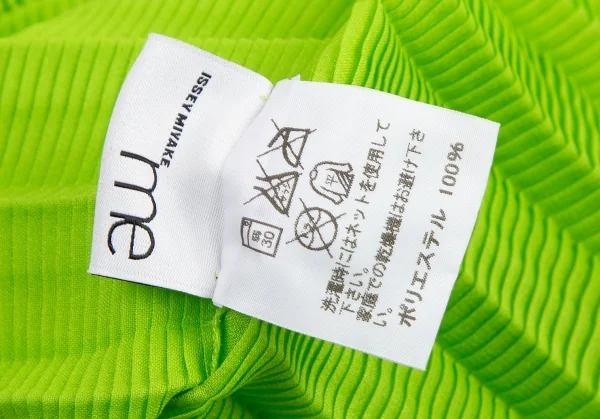 ISSEY MIYAKE
me
弱
30
平
洗濯時にはネットを使用して
下さい。
家庭での乾燥機はお避け下さ
い。
ポリエステル 100%